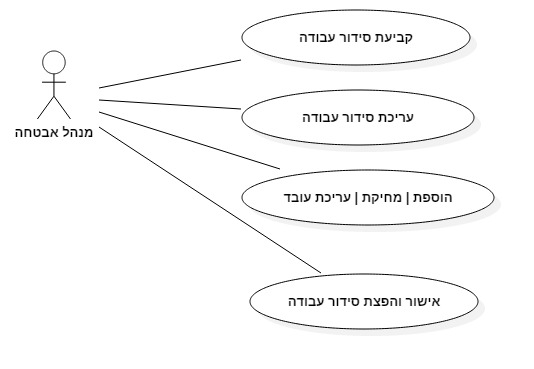 קביעת סידור עבודה
מנהל אבטחה
עריכת סידור עבודה
הוספת | מחיקת | עריכת עובד
אישור והפצת סידור עבודה